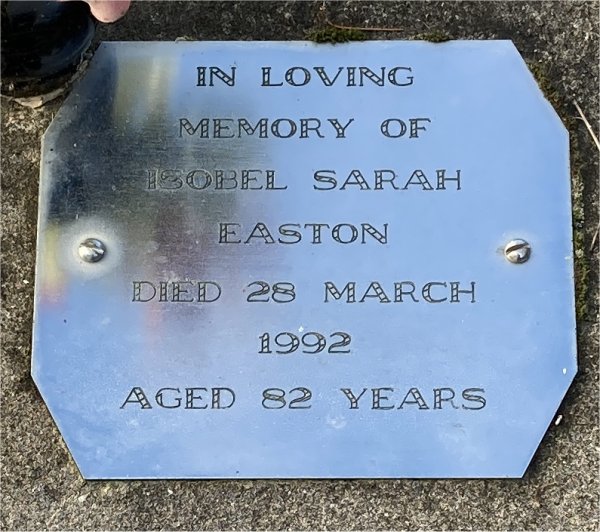 IN LOVING
MEMORY OF
ISOBEL SARAH
EASTON
DIED 28 MARCH
1992
AGED 82 YEARS